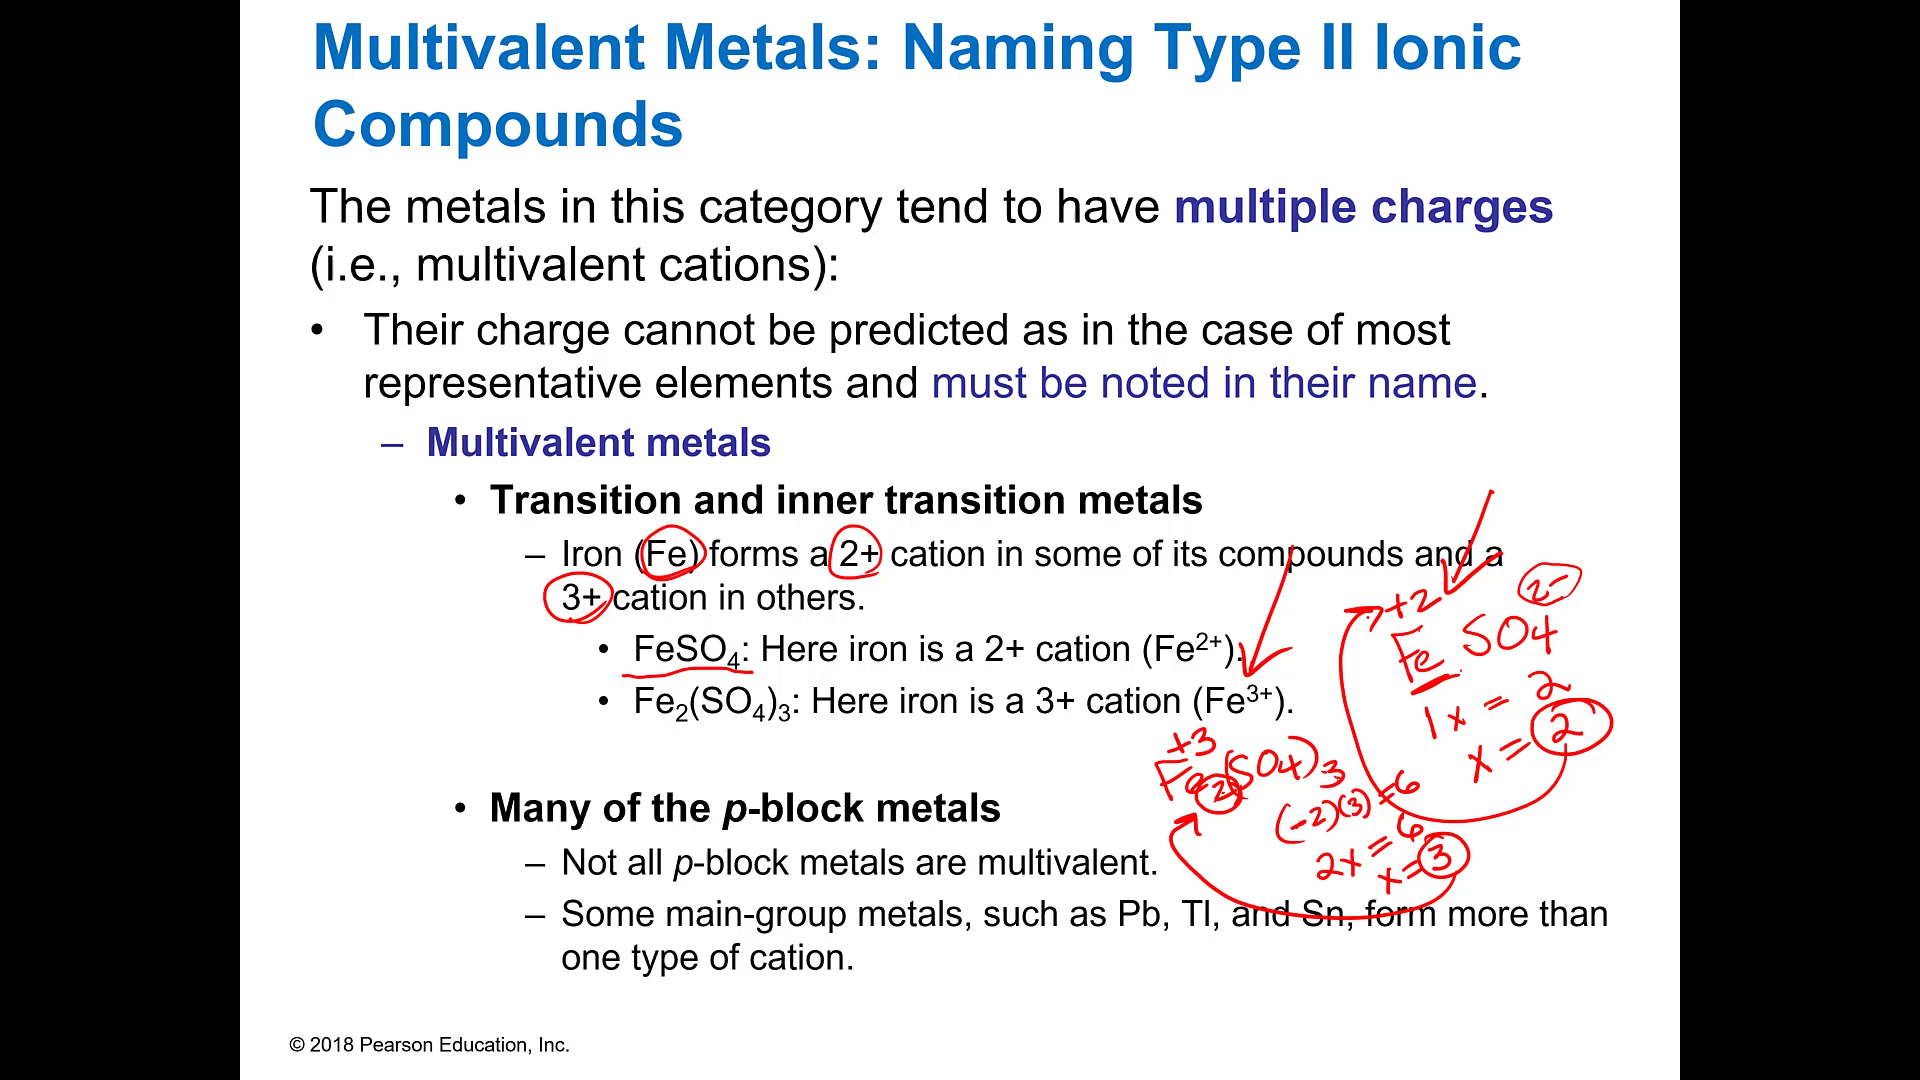 Multivalent Metals: Naming Type II Ionic
Compounds
The metals in this category tend to have multiple charges
(i.e., multivalent cations):
• Their charge cannot be predicted as in the case of most
representative elements and must be noted in their name.
– Multivalent metals
• Transition and inner transition metals
– Iron (Fe) forms a 2+ cation in some of its compounds and a
3+ cation in others.
• FeSO₄: Here iron is a 2+ cation (Fe²⁺).
• Fe₂(SO₄)₃: Here iron is a 3+ cation (Fe³⁺).
+2 2-
Fe SO4
1x = 2
x = 2
+3
Fe2(SO4)3
(-2)(3) = 6
2x = 6
x = 3
• Many of the p-block metals
– Not all p-block metals are multivalent.
– Some main-group metals, such as Pb, Tl, and Sn, form more than
one type of cation.
© 2018 Pearson Education, Inc.